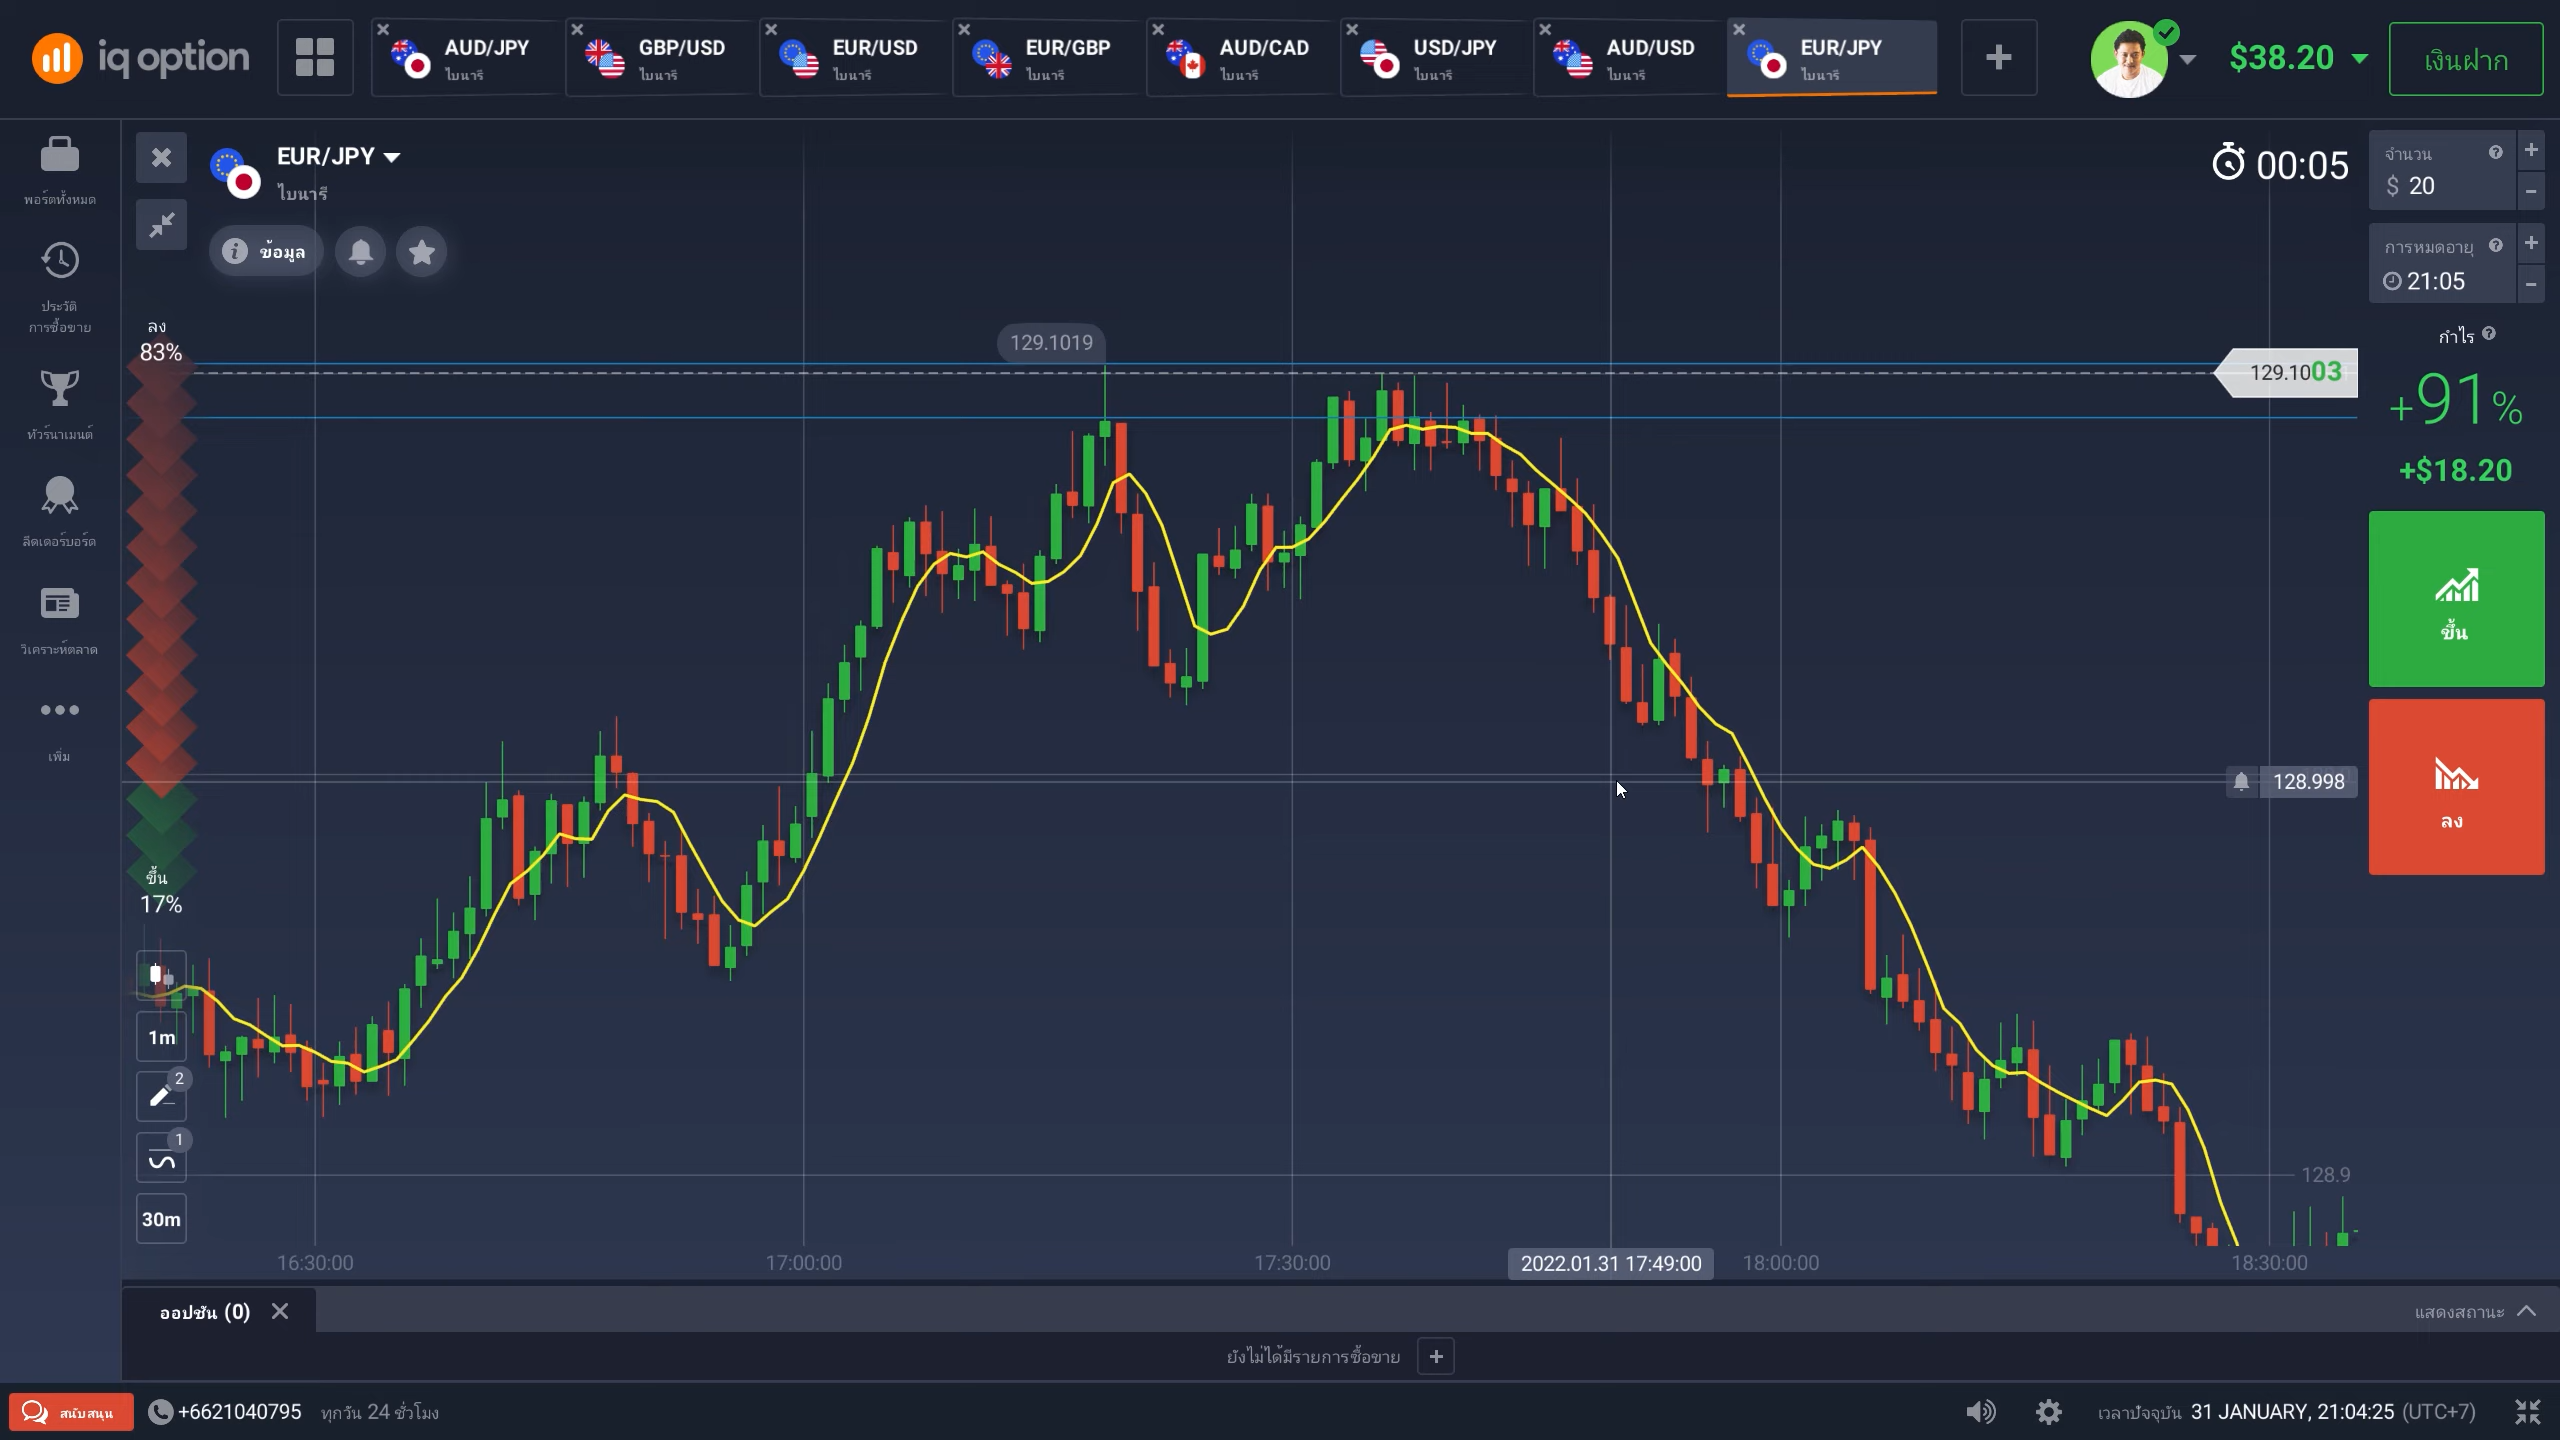 iq option
AUD/JPY
ไบนารี
GBP/USD
ไบนารี
EUR/USD
ไบนารี
EUR/GBP
ไบนารี
AUD/CAD
ไบนารี
USD/JPY
ไบนารี
AUD/USD
ไบนารี
EUR/JPY
ไบนารี
$38.20
เงินฝาก
พอร์ตทั้งหมด
ประวัติ
การซื้อขาย
ทัวร์นาเมนต์
ลีดเดอร์บอร์ด
วิเคราะห์ตลาด
เพิ่ม
EUR/JPY
ไบนารี
ข้อมูล
00:05
ลง
83%
ขึ้น
17%
1m
2
1
30m
129.1019
129.1003
128.998
128.9
16:30:00
17:00:00
17:30:00
2022.01.31 17:49:00
18:00:00
18:30:00
จำนวน
$ 20
การหมดอายุ
21:05
กำไร
+91%
+$18.20
ขึ้น
ลง
ออปชัน (0)
แสดงสถานะ
ยังไม่ได้มีรายการซื้อขาย
สนับสนุน
+6621040795
ทุกวัน 24 ชั่วโมง
เวลาปัจจุบัน 31 JANUARY, 21:04:25 (UTC+7)